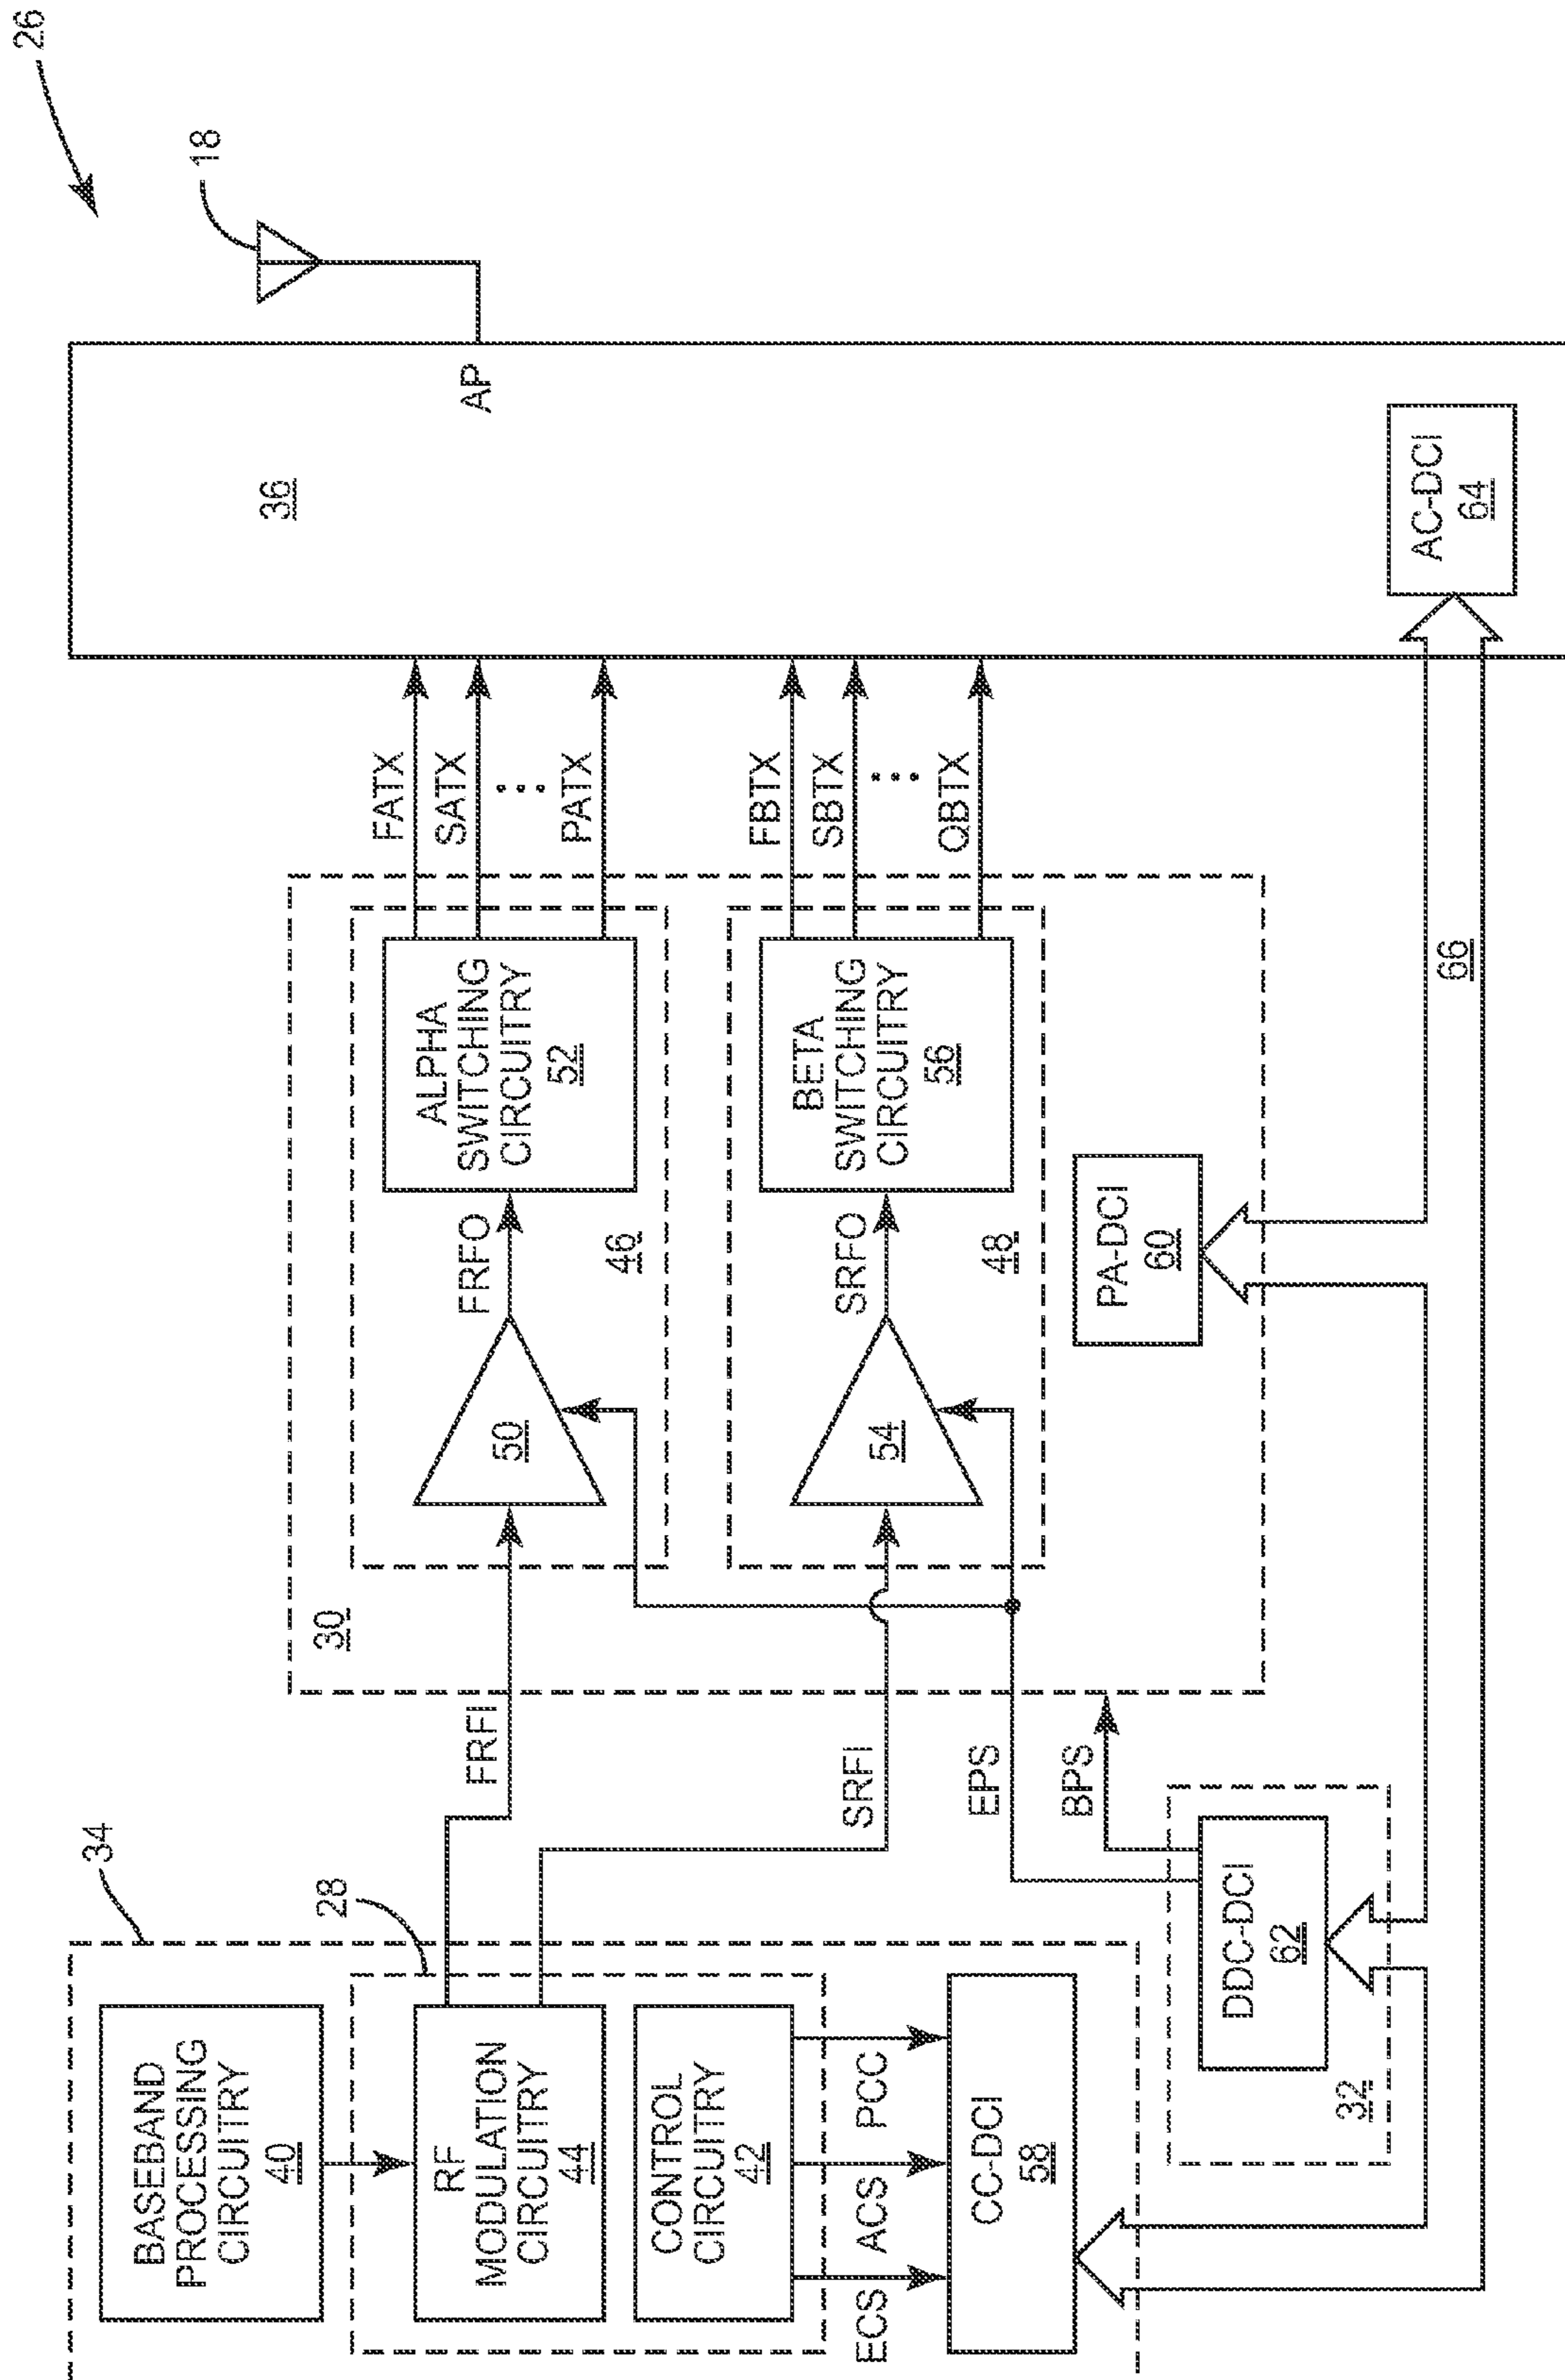 26
18
34
BASEBAND
PROCESSING
CIRCUITRY
40
28
RF
MODULATION
CIRCUITRY
44
CONTROL
CIRCUITRY
42
ECS
ACS
PCC
CC-DCI
58
FRFI
SRFI
EPS
BPS
DDC-DCI
62
32
30
50
FRFO
ALPHA
SWITCHING
CIRCUITRY
52
46
54
SRFO
BETA
SWITCHING
CIRCUITRY
56
48
PA-DCI
60
FATX
SATX
PATX
FBTX
SBTX
QBTX
36
AP
AC-DCI
64
66